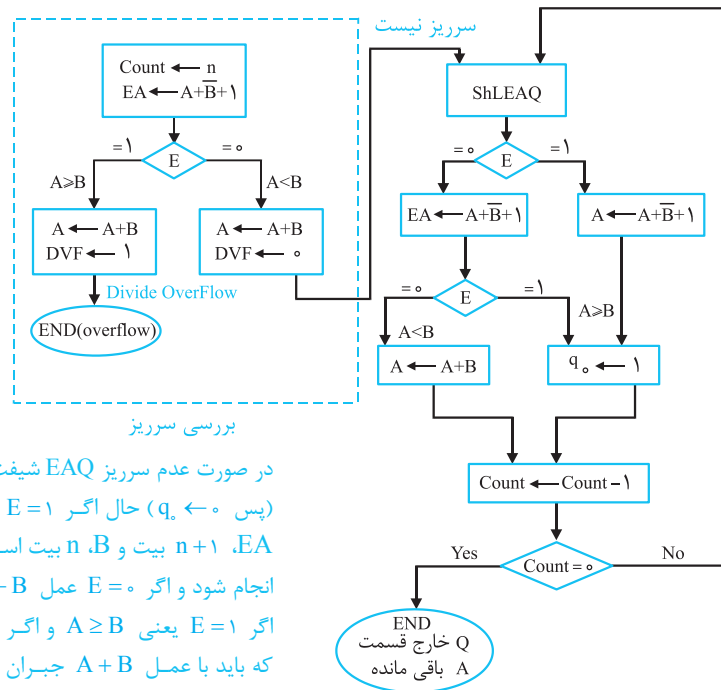 سرریز نیست
Count ← n
EA ← A+B̅+۱
E
=۱
=۰
A⩾B
A<B
A ← A+B
DVF ← ۱
A ← A+B
DVF ← ۰
Divide OverFlow
END(overflow)
بررسی سرریز
ShLEAQ
E
=۰
=۱
EA ← A+B̅+۱
A ← A+B̅+۱
E
=۰
=۱
A<B
A⩾B
A ← A+B
q۰ ← ۱
Count ← Count−۱
Count=۰
Yes
No
END
Q خارج قسمت
A باقی مانده
در صورت عدم سرریز EAQ شیفت
(پس q۰ ← ۰) حال اگر E=۱
EA، n+۱ بیت و B، n بیت اس
انجام شود و اگر E=۰ عمل -B
اگر E=۱ یعنی A≥B و اگر
که باید با عمل A+B جبران